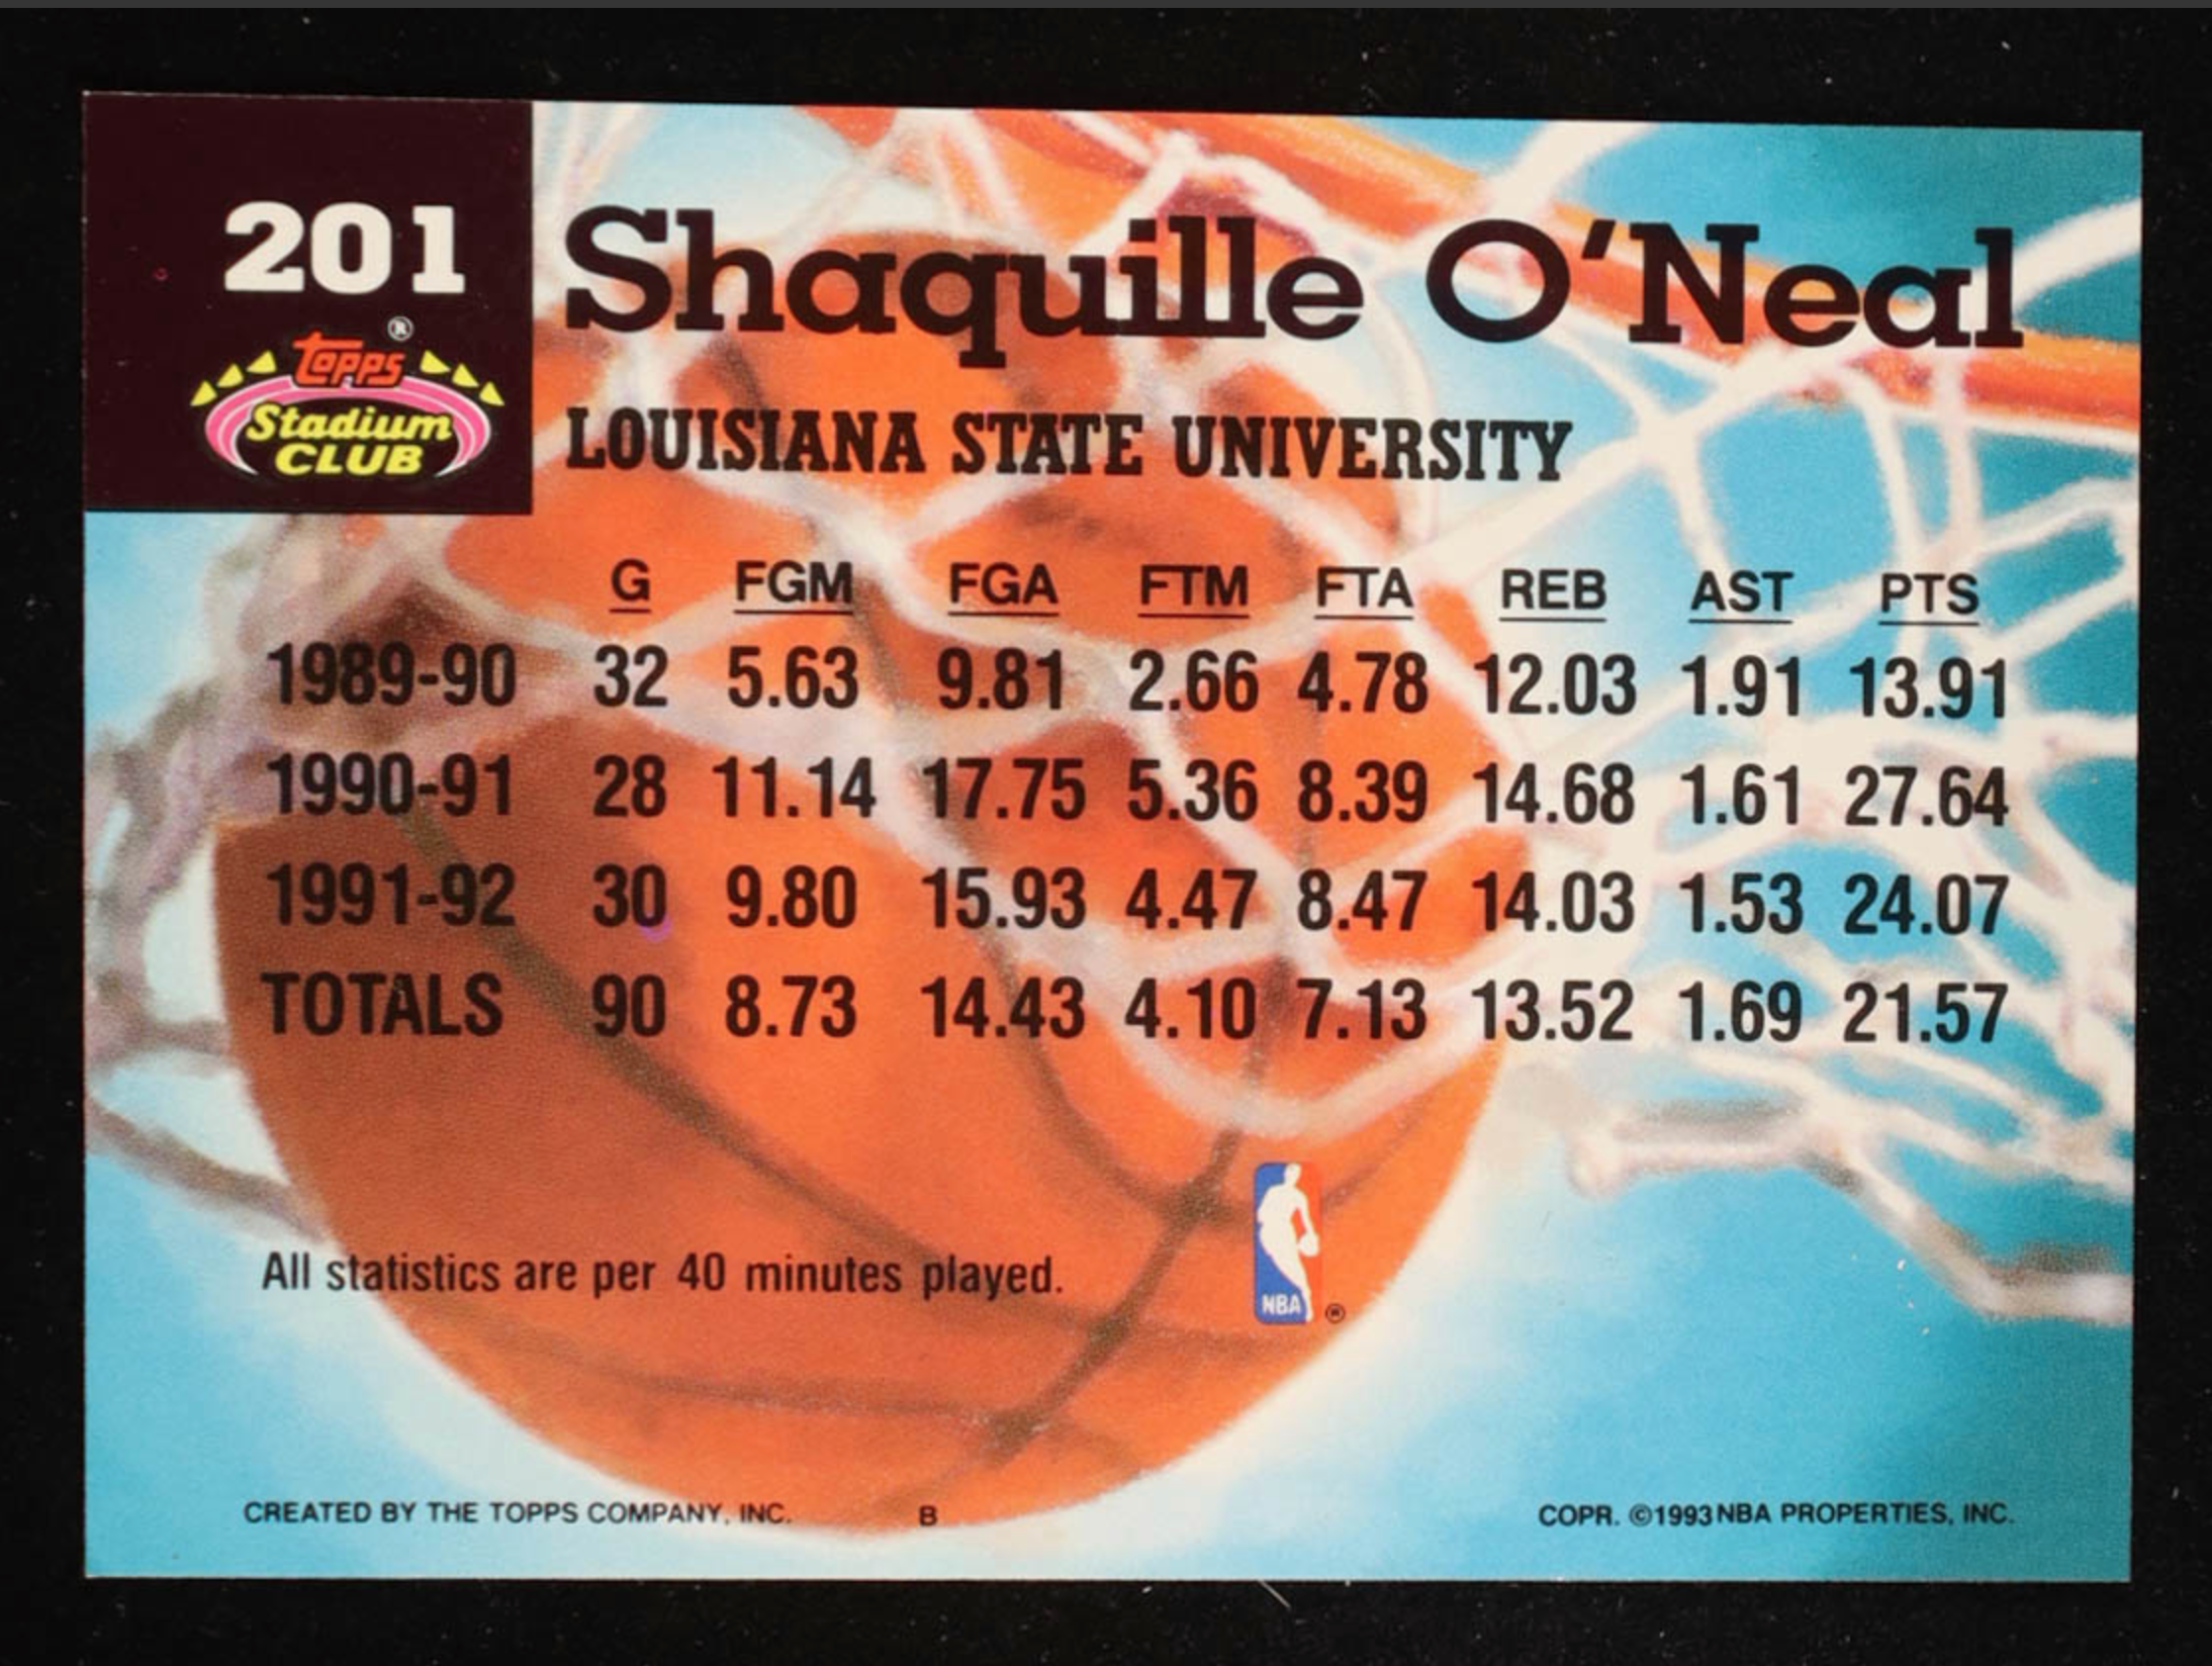 201
Shaquille O'Neal
topps ®
Stadium
CLUB
LOUISIANA STATE UNIVERSITY
G FGM FGA FTM FTA REB AST PTS
1989-90 32 5.63 9.81 2.66 4.78 12.03 1.91 13.91
1990-91 28 11.14 17.75 5.36 8.39 14.68 1.61 27.64
1991-92 30 9.80 15.93 4.47 8.47 14.03 1.53 24.07
TOTALS 90 8.73 14.43 4.10 7.13 13.52 1.69 21.57
All statistics are per 40 minutes played.
NBA ®
CREATED BY THE TOPPS COMPANY, INC. B COPR. ©1993 NBA PROPERTIES, INC.